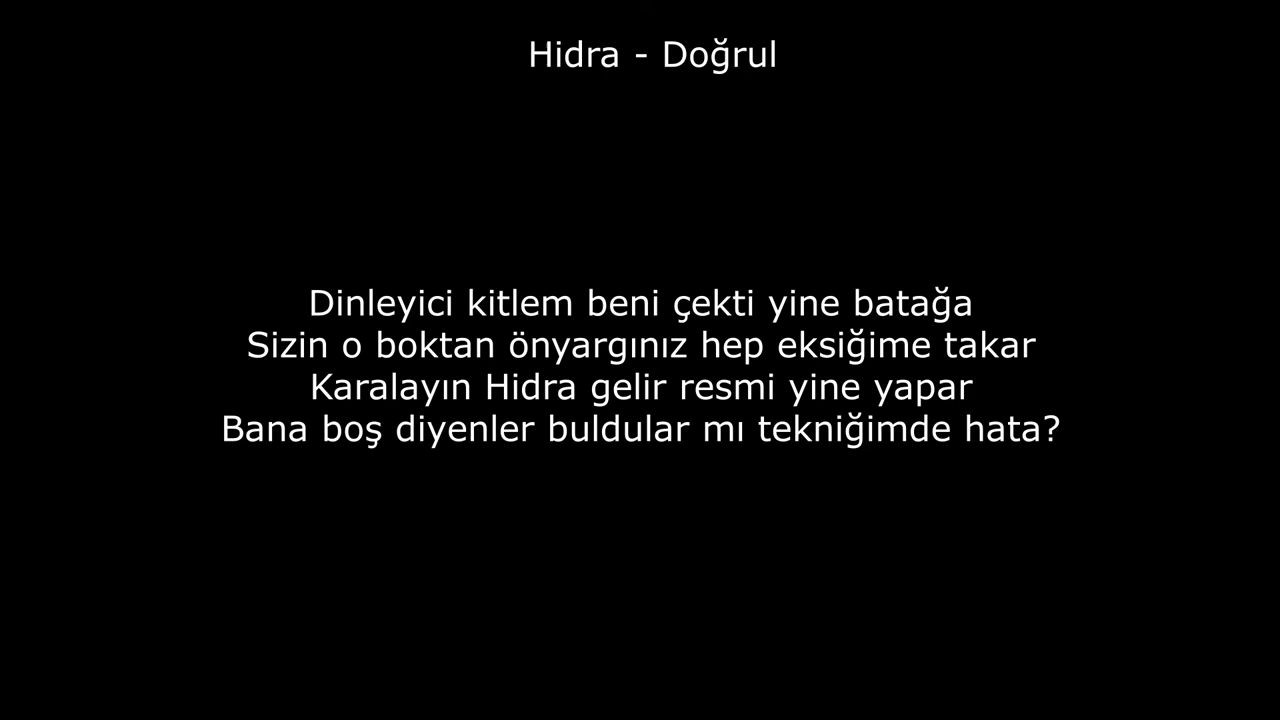 Hidra - Doğrul
Dinleyici kitlem beni çekti yine batağa
Sizin o boktan önyargınız hep eksiğime takar
Karalayın Hidra gelir resmi yine yapar
Bana boş diyenler buldular mı tekniğimde hata?